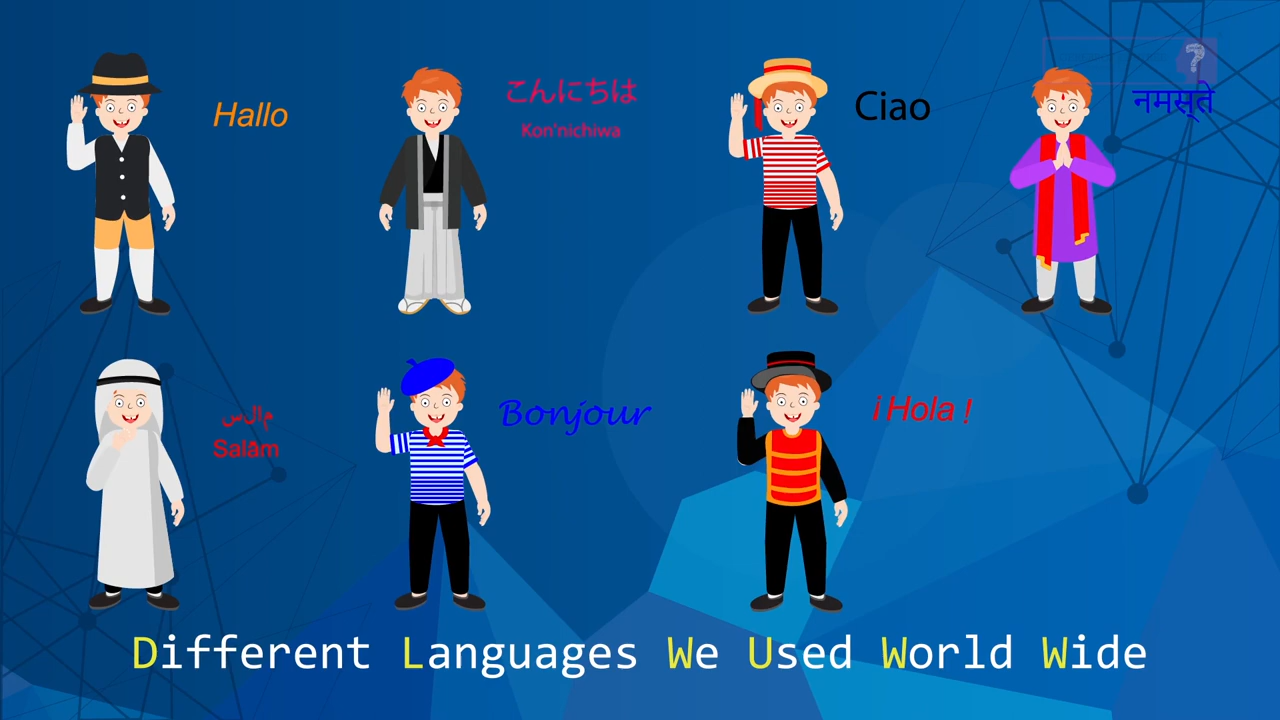 Hallo
こんにちは
Kon'nichiwa
Ciao
?
नमस्ते
مالس
Salām
Bonjour
¡Hola!
Different Languages We Used World Wide